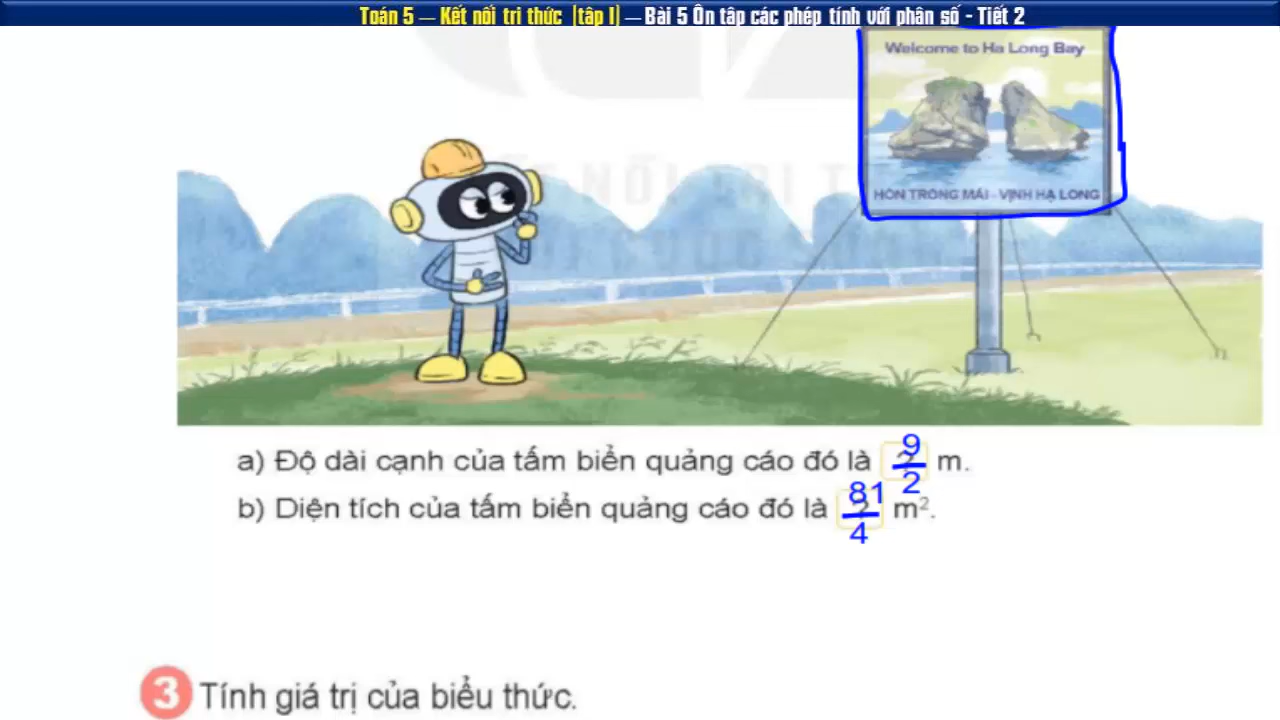 Toán 5 – Kết nối tri thức [tập 1] – Bài 5 Ôn tập các phép tính với phân số - Tiết 2
Welcome to Ha Long Bay
HÒN TRỐNG MÁI - VỊNH HẠ LONG
a) Độ dài cạnh của tấm biển quảng cáo đó là 9/2 m.
b) Diện tích của tấm biển quảng cáo đó là 81/4 m².
3 Tính giá trị của biểu thức.